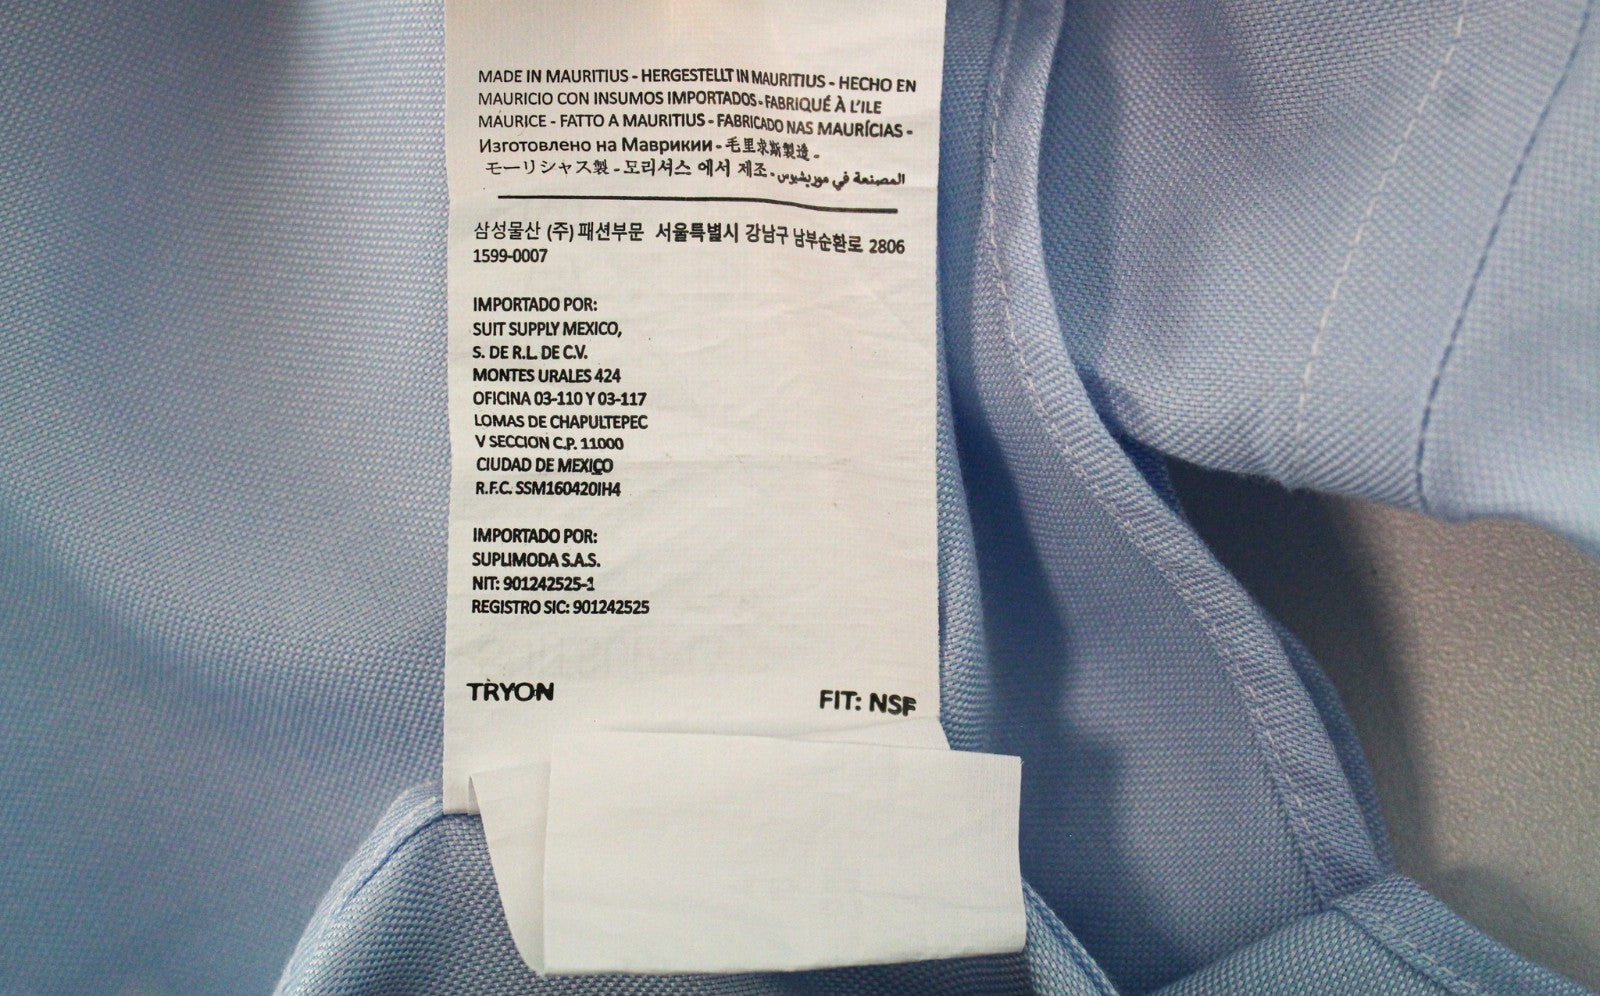 MADE IN MAURITIUS - HERGESTELLT IN MAURITIUS - HECHO EN
MAURICIO CON INSUMOS IMPORTADOS - FABRIQUÉ À L'ILE
MAURICE - FATTO A MAURITIUS - FABRICADO NAS MAURÍCIAS -
Изготовлено на Маврикии - 毛里求斯製造 -
モーリシャス製 - 모리셔스 에서 제조 - المصنعة في موريشيوس
삼성물산 (주) 패션부문 서울특별시 강남구 남부순환로 2806
1599-0007
IMPORTADO POR:
SUIT SUPPLY MEXICO,
S. DE R.L. DE C.V.
MONTES URALES 424
OFICINA 03-110 Y 03-117
LOMAS DE CHAPULTEPEC
V SECCION C.P. 11000
CIUDAD DE MEXICO
R.F.C. SSM160420IH4
IMPORTADO POR:
SUPLIMODA S.A.S.
NIT: 901242525-1
REGISTRO SIC: 901242525
TRYON FIT: NSF